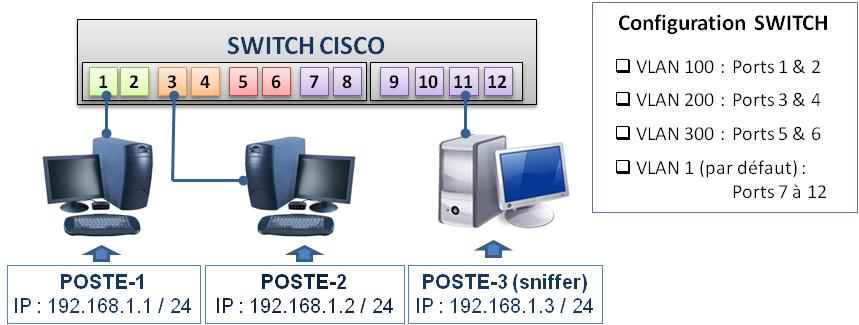 SWITCH CISCO
1 2 3 4 5 6 7 8 9 10 11 12
POSTE-1
IP : 192.168.1.1 / 24
POSTE-2
IP : 192.168.1.2 / 24
POSTE-3 (sniffer)
IP : 192.168.1.3 / 24
Configuration SWITCH
VLAN 100 : Ports 1 & 2
VLAN 200 : Ports 3 & 4
VLAN 300 : Ports 5 & 6
VLAN 1 (par défaut) :
Ports 7 à 12